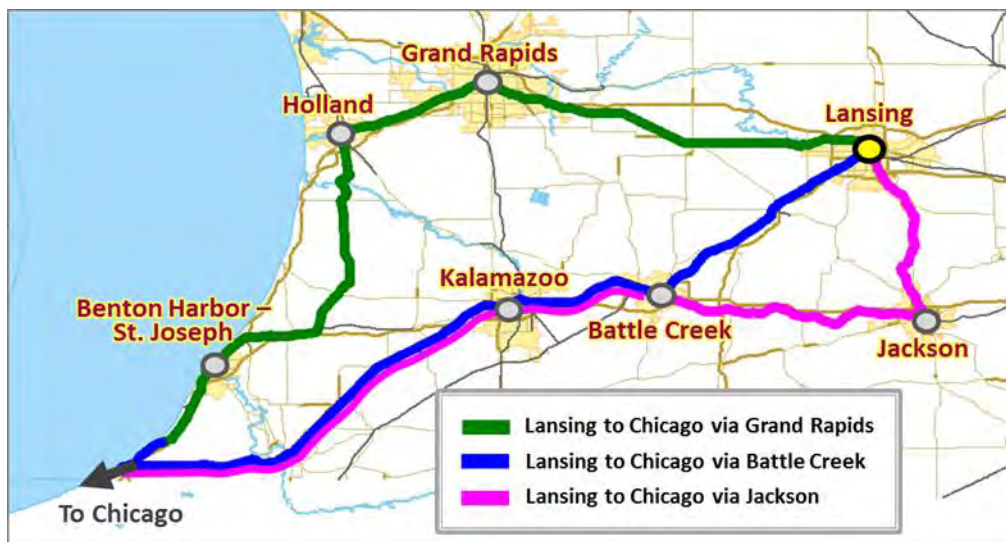 Grand Rapids
Holland
Lansing
Kalamazoo
Benton Harbor –
St. Joseph
Battle Creek
Jackson
Lansing to Chicago via Grand Rapids
Lansing to Chicago via Battle Creek
Lansing to Chicago via Jackson
To Chicago